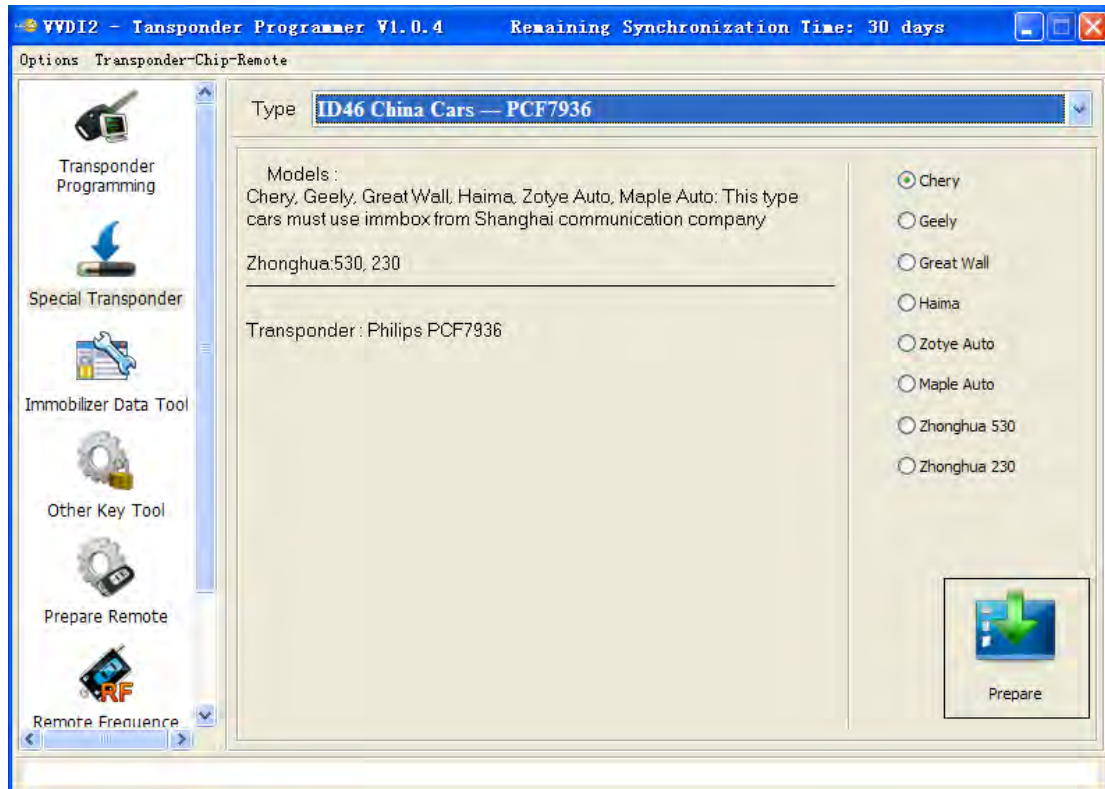 VVDI2 - Tansponder Programmer V1.0.4 Remaining Synchronization Time: 30 days
Options Transponder-Chip-Remote
Transponder
Programming
Special Transponder
Immobilizer Data Tool
Other Key Tool
Prepare Remote
RF
Remote Frequence
Type ID46 China Cars — PCF7936
Models :
Chery, Geely, Great Wall, Haima, Zotye Auto, Maple Auto: This type
cars must use immbox from Shanghai communication company
Zhonghua:530, 230
Transponder : Philips PCF7936
Chery
Geely
Great Wall
Haima
Zotye Auto
Maple Auto
Zhonghua 530
Zhonghua 230
Prepare